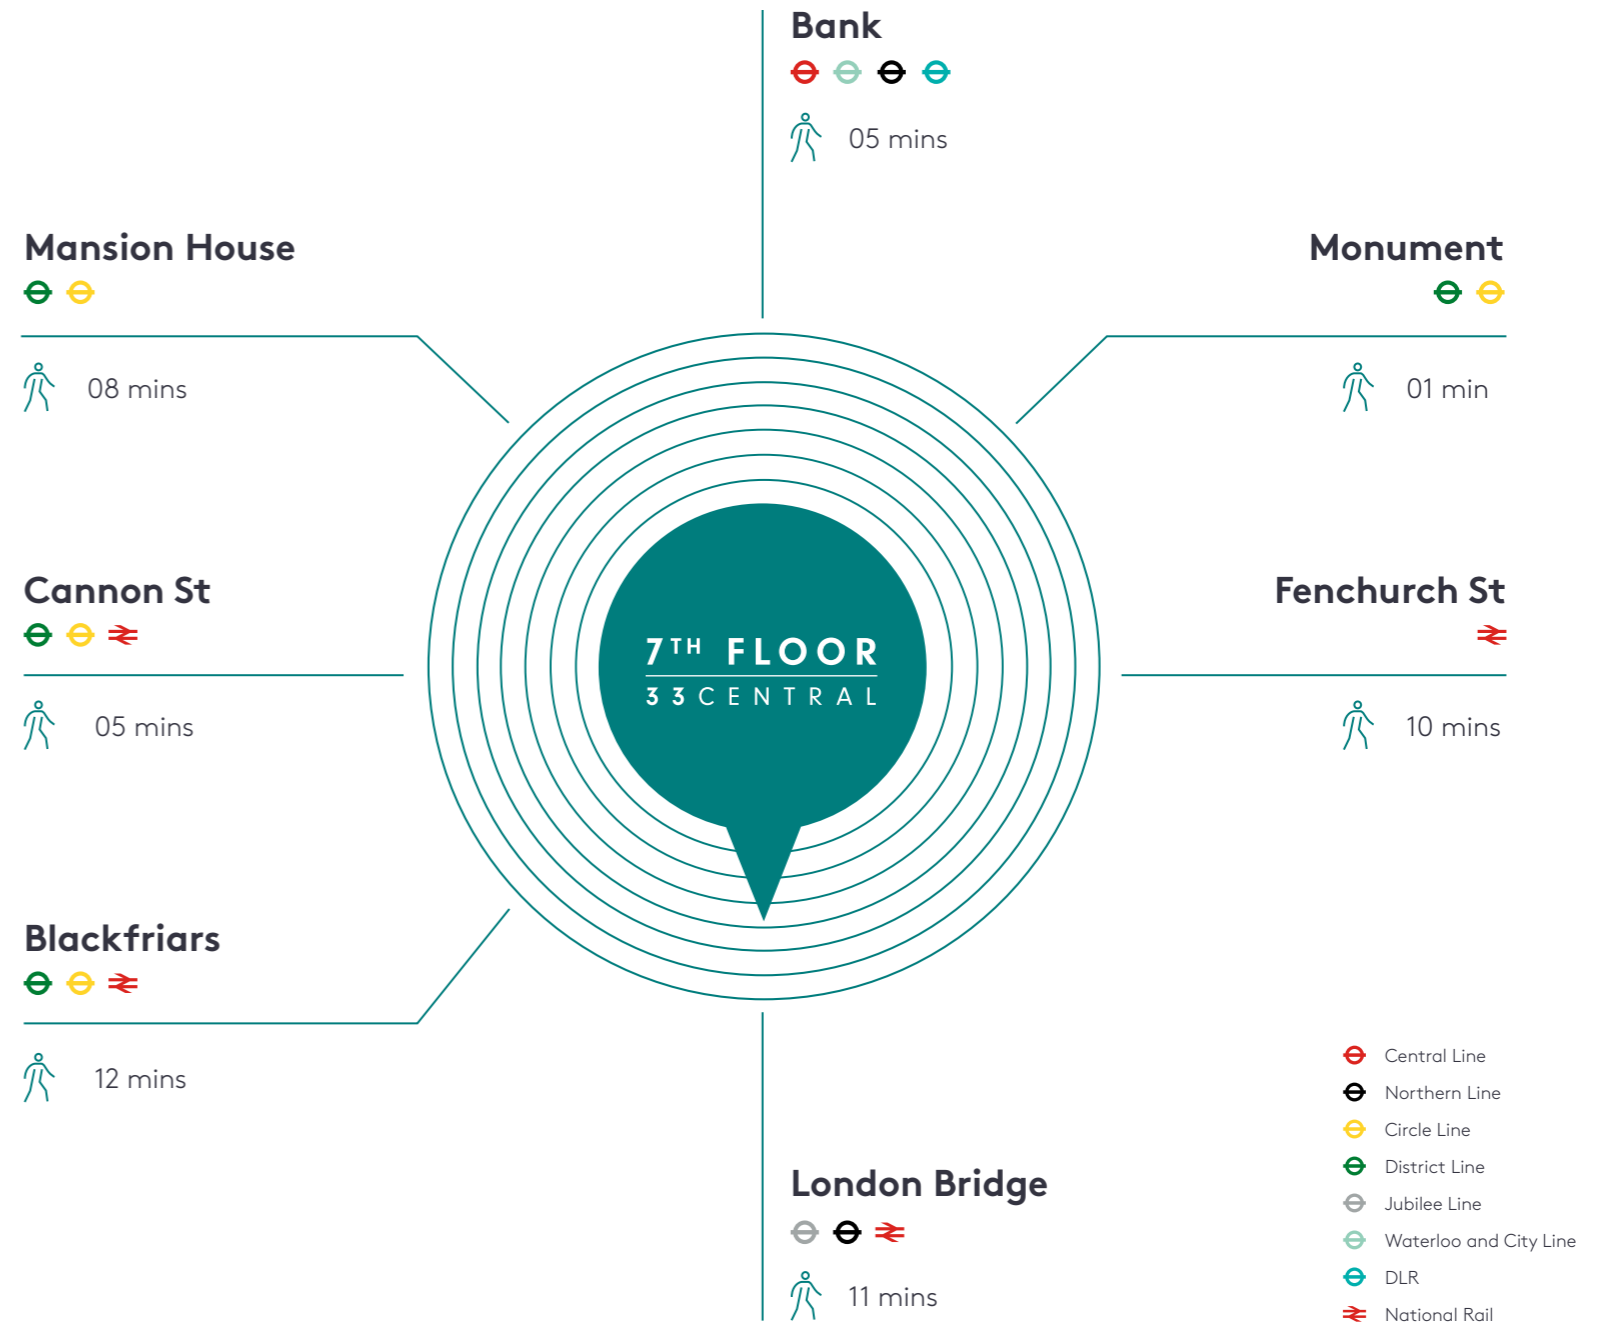 Bank
05 mins
Mansion House
08 mins
Monument
01 min
Cannon St
05 mins
Fenchurch St
10 mins
7TH FLOOR
33CENTRAL
Blackfriars
12 mins
London Bridge
11 mins
Central Line
Northern Line
Circle Line
District Line
Jubilee Line
Waterloo and City Line
DLR
National Rail